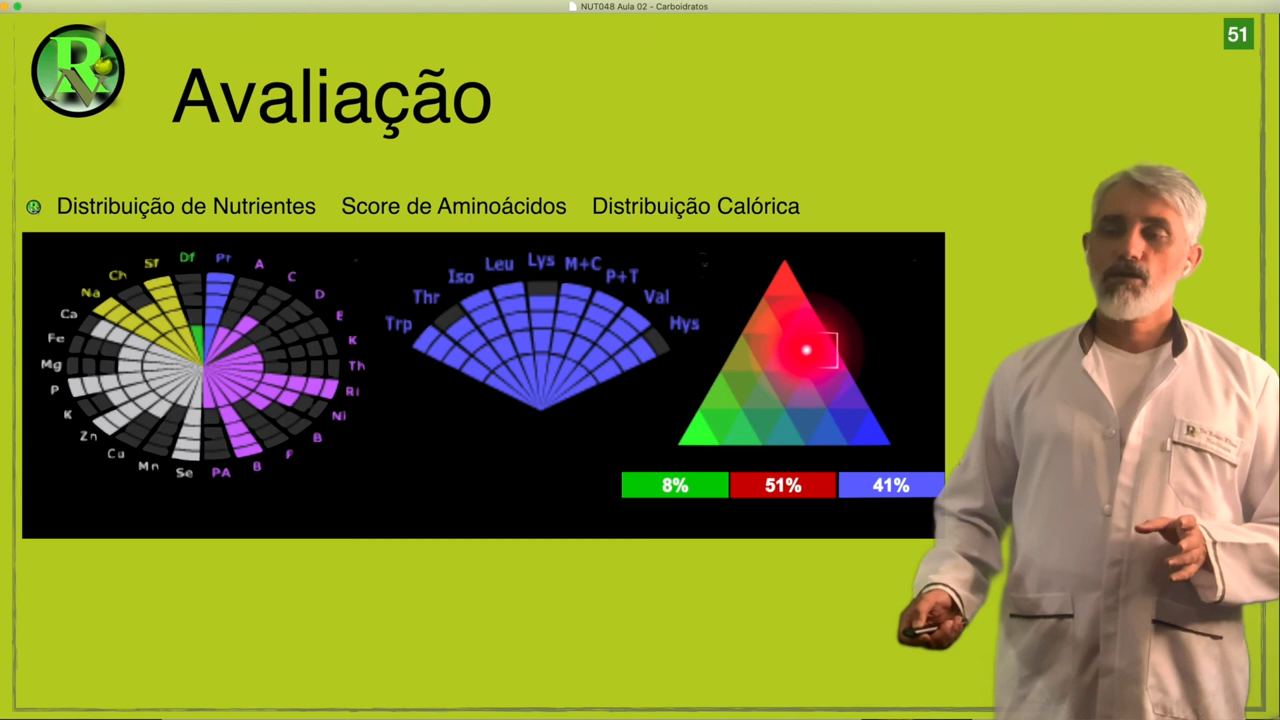 NUT048 Aula 02 - Carboidratos
51
Avaliação
Distribuição de Nutrientes Score de Aminoácidos Distribuição Calórica
Df
Pr
A
C
D
E
K
Th
Ri
Ni
B
F
B
PA
Se
Mn
Cu
Zn
K
P
Mg
Fe
Ca
Na
Ch
Sf
Trp
Thr
Iso
Leu
Lys
M+C
P+T
Val
Hys
8% 51% 41%